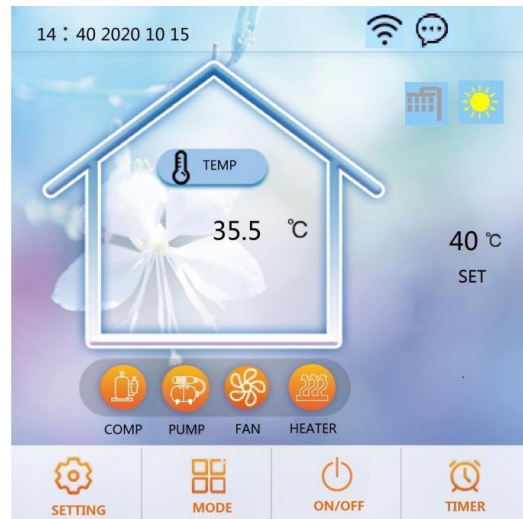 14：40 2020 10 15
TEMP
35.5 ℃
40 ℃
SET
COMP PUMP FAN HEATER
SETTING MODE ON/OFF TIMER